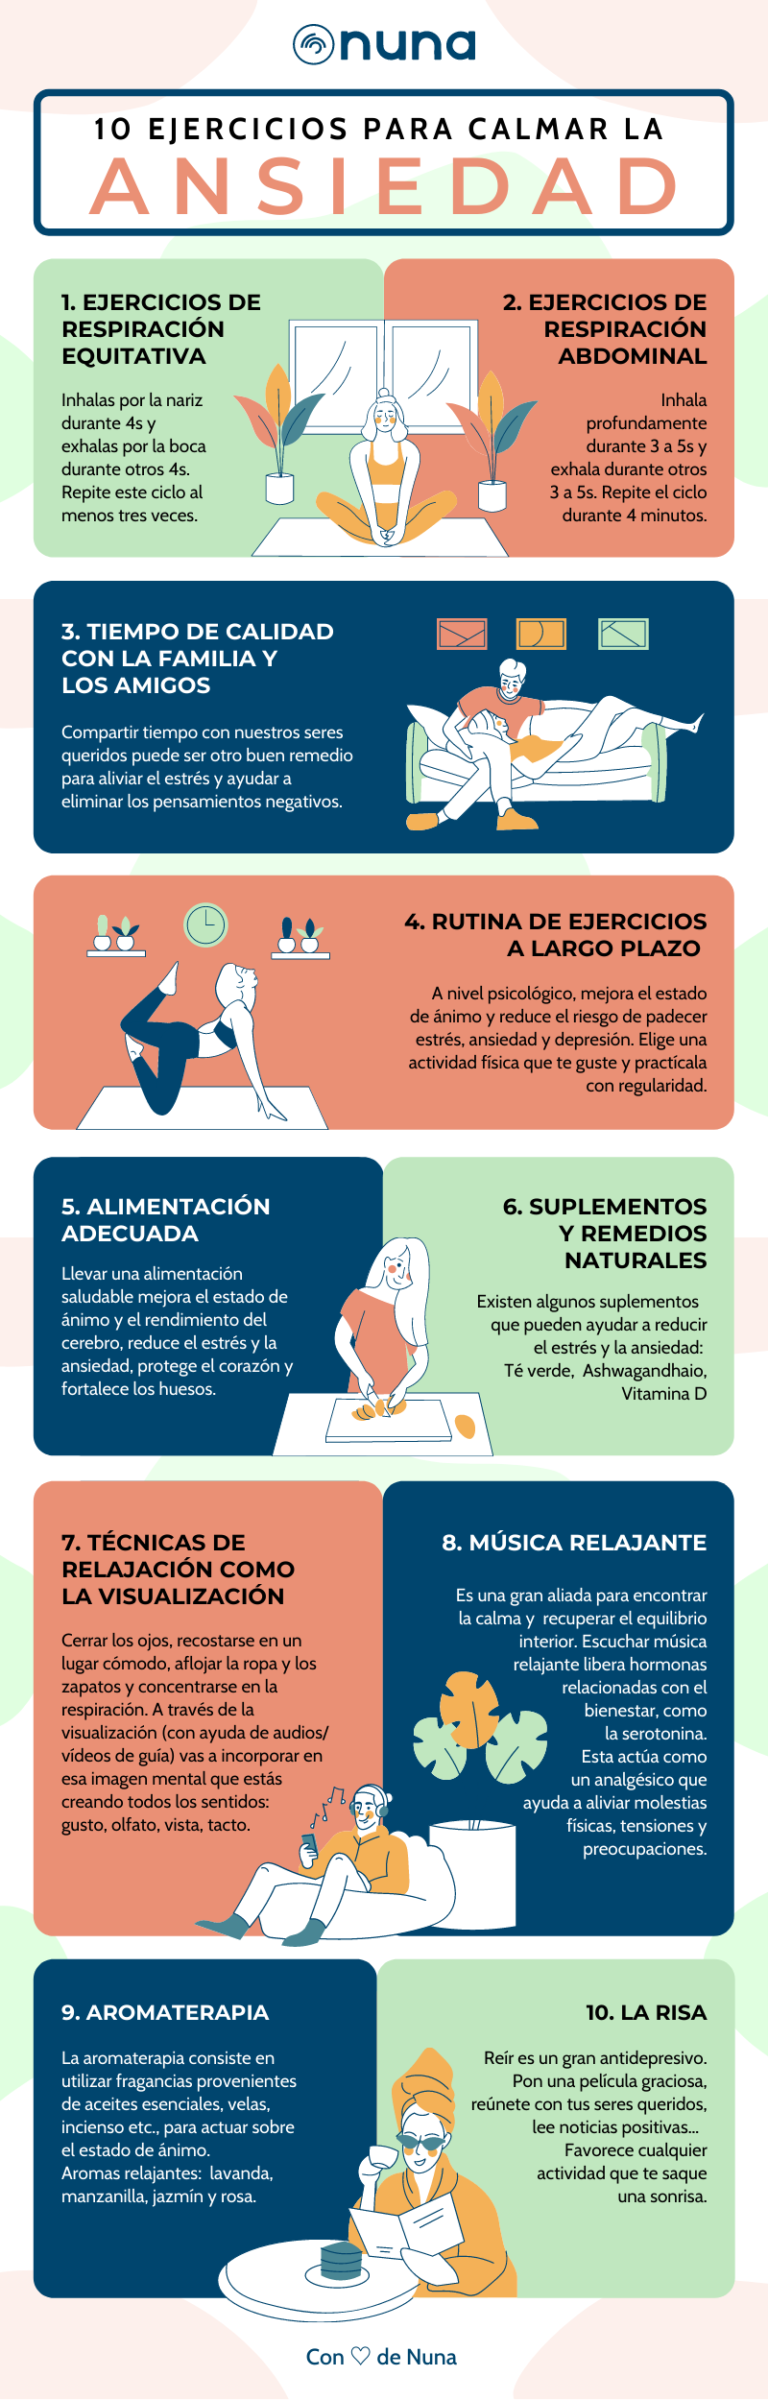 nuna
10 EJERCICIOS PARA CALMAR LA
ANSIEDAD
1. EJERCICIOS DE
RESPIRACIÓN
EQUITATIVA
Inhalas por la nariz
durante 4s y
exhalas por la boca
durante otros 4s.
Repite este ciclo al
menos tres veces.
2. EJERCICIOS DE
RESPIRACIÓN
ABDOMINAL
Inhala
profundamente
durante 3 a 5s y
exhala durante otros
3 a 5s. Repite el ciclo
durante 4 minutos.
3. TIEMPO DE CALIDAD
CON LA FAMILIA Y
LOS AMIGOS
Compartir tiempo con nuestros seres
queridos puede ser otro buen remedio
para aliviar el estrés y ayudar a
eliminar los pensamientos negativos.
4. RUTINA DE EJERCICIOS
A LARGO PLAZO
A nivel psicológico, mejora el estado
de ánimo y reduce el riesgo de padecer
estrés, ansiedad y depresión. Elige una
actividad física que te guste y practícala
con regularidad.
5. ALIMENTACIÓN
ADECUADA
Llevar una alimentación
saludable mejora el estado de
ánimo y el rendimiento del
cerebro, reduce el estrés y la
ansiedad, protege el corazón y
fortalece los huesos.
6. SUPLEMENTOS
Y REMEDIOS
NATURALES
Existen algunos suplementos
que pueden ayudar a reducir
el estrés y la ansiedad:
Té verde, Ashwagandhaio,
Vitamina D
7. TÉCNICAS DE
RELAJACIÓN COMO
LA VISUALIZACIÓN
Cerrar los ojos, recostarse en un
lugar cómodo, aflojar la ropa y los
zapatos y concentrarse en la
respiración. A través de la
visualización (con ayuda de audios/
vídeos de guía) vas a incorporar en
esa imagen mental que estás
creando todos los sentidos:
gusto, olfato, vista, tacto.
8. MÚSICA RELAJANTE
Es una gran aliada para encontrar
la calma y recuperar el equilibrio
interior. Escuchar música
relajante libera hormonas
relacionadas con el
bienestar, como
la serotonina.
Esta actúa como
un analgésico que
ayuda a aliviar molestias
físicas, tensiones y
preocupaciones.
9. AROMATERAPIA
La aromaterapia consiste en
utilizar fragancias provenientes
de aceites esenciales, velas,
incienso etc., para actuar sobre
el estado de ánimo.
Aromas relajantes: lavanda,
manzanilla, jazmín y rosa.
10. LA RISA
Reír es un gran antidepresivo.
Pon una película graciosa,
reúnete con tus seres queridos,
lee noticias positivas...
Favorece cualquier
actividad que te saque
una sonrisa.
Con ♡ de Nuna